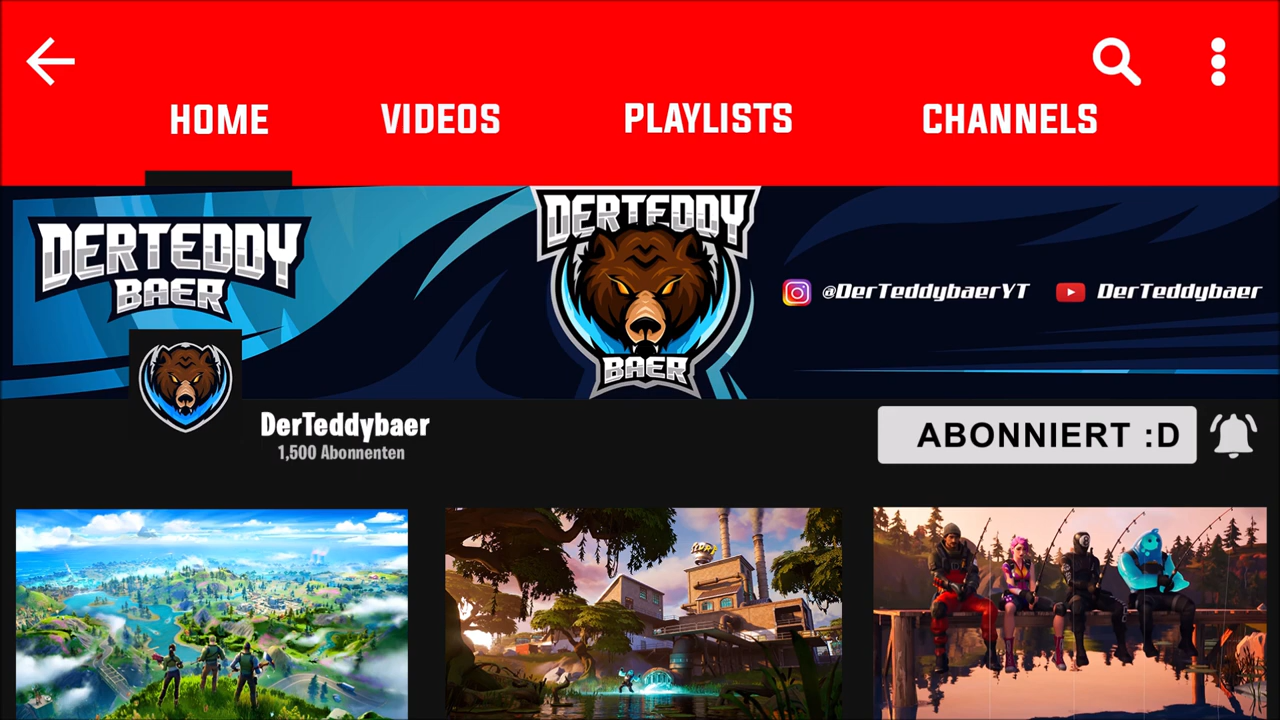 HOME
VIDEOS
PLAYLISTS
CHANNELS
DERTEDDY
BAER
DERTEDDY
BAER
@DerTeddybaerYT
DerTeddybaer
DerTeddybaer
1,500 Abonnenten
ABONNIERT :D